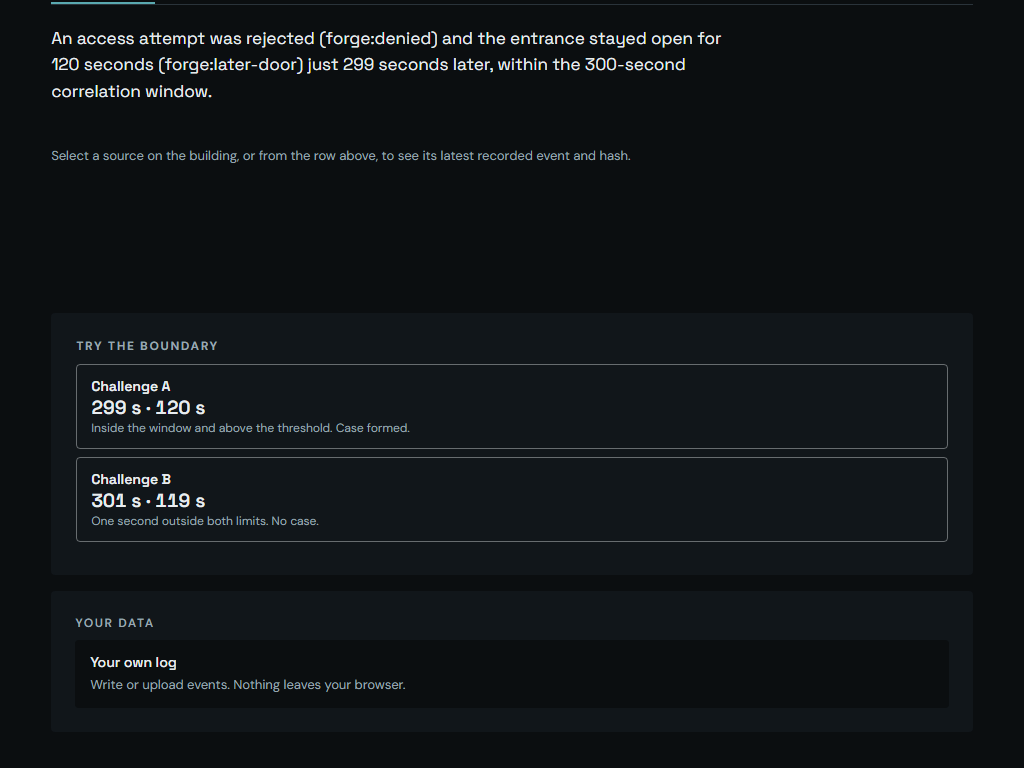 An access attempt was rejected (forge:denied) and the entrance stayed open for
120 seconds (forge:later-door) just 299 seconds later, within the 300-second
correlation window.
Select a source on the building, or from the row above, to see its latest recorded event and hash.
TRY THE BOUNDARY
Challenge A
299 s · 120 s
Inside the window and above the threshold. Case formed.
Challenge B
301 s · 119 s
One second outside both limits. No case.
YOUR DATA
Your own log
Write or upload events. Nothing leaves your browser.